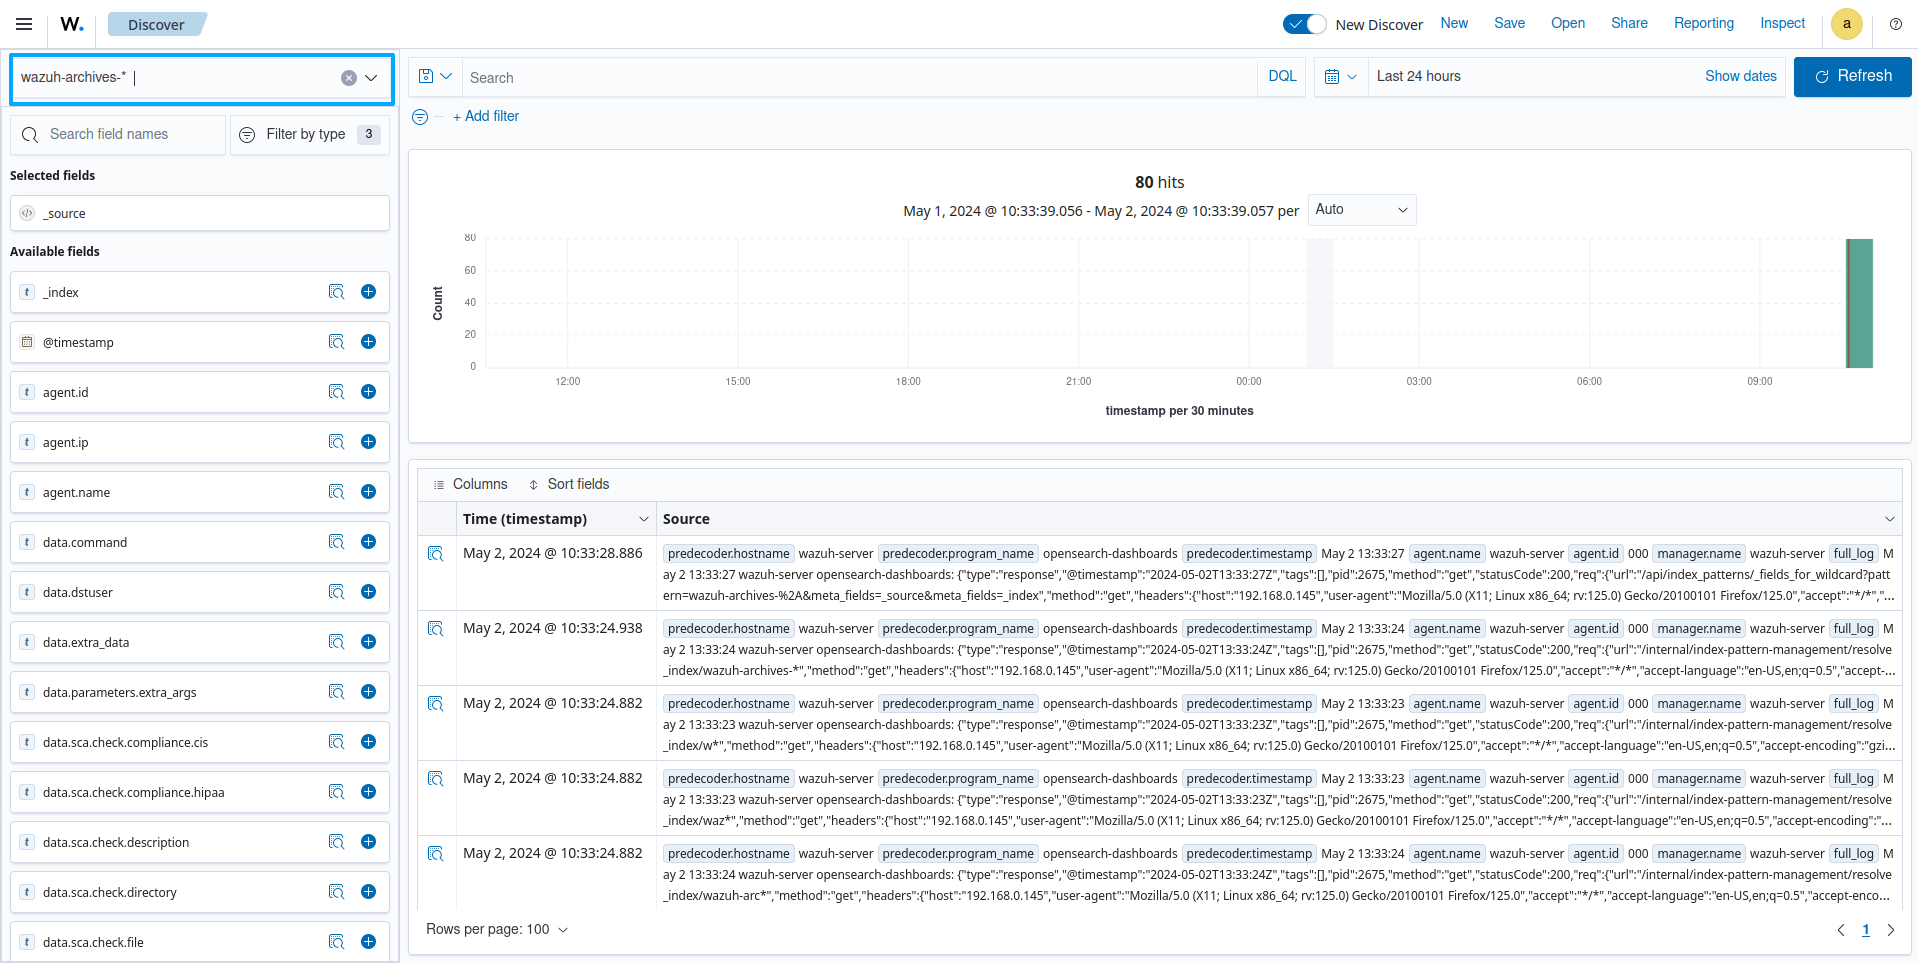 W.
Discover
New Discover
New
Save
Open
Share
Reporting
Inspect
a
wazuh-archives-*
Search
DQL
Last 24 hours
Show dates
Refresh
+ Add filter
Search field names
Filter by type 3
Selected fields
_source
Available fields
t _index
@timestamp
t agent.id
t agent.ip
t agent.name
t data.command
t data.dstuser
t data.extra_data
t data.parameters.extra_args
t data.sca.check.compliance.cis
t data.sca.check.compliance.hipaa
t data.sca.check.description
t data.sca.check.directory
t data.sca.check.file
80 hits
May 1, 2024 @ 10:33:39.056 - May 2, 2024 @ 10:33:39.057 per Auto
Count
80
60
40
20
0
12:00 15:00 18:00 21:00 00:00 03:00 06:00 09:00
timestamp per 30 minutes
Columns Sort fields
Time (timestamp) Source
May 2, 2024 @ 10:33:28.886
predecoder.hostname wazuh-server predecoder.program_name opensearch-dashboards predecoder.timestamp May 2 13:33:27 agent.name wazuh-server agent.id 000 manager.name wazuh-server full_log M
ay 2 13:33:27 wazuh-server opensearch-dashboards: {"type":"response","@timestamp":"2024-05-02T13:33:27Z","tags":[],"pid":2675,"method":"get","statusCode":200,"req":{"url":"/api/index_patterns/_fields_for_wildcard?patt
ern=wazuh-archives-%2A&meta_fields=_source&meta_fields=_index","method":"get","headers":{"host":"192.168.0.145","user-agent":"Mozilla/5.0 (X11; Linux x86_64; rv:125.0) Gecko/20100101 Firefox/125.0","accept":"*/*","...
May 2, 2024 @ 10:33:24.938
predecoder.hostname wazuh-server predecoder.program_name opensearch-dashboards predecoder.timestamp May 2 13:33:24 agent.name wazuh-server agent.id 000 manager.name wazuh-server full_log M
ay 2 13:33:24 wazuh-server opensearch-dashboards: {"type":"response","@timestamp":"2024-05-02T13:33:24Z","tags":[],"pid":2675,"method":"get","statusCode":200,"req":{"url":"/internal/index-pattern-management/resolve
_index/wazuh-archives-*","method":"get","headers":{"host":"192.168.0.145","user-agent":"Mozilla/5.0 (X11; Linux x86_64; rv:125.0) Gecko/20100101 Firefox/125.0","accept":"*/*","accept-language":"en-US,en;q=0.5","accept-...
May 2, 2024 @ 10:33:24.882
predecoder.hostname wazuh-server predecoder.program_name opensearch-dashboards predecoder.timestamp May 2 13:33:23 agent.name wazuh-server agent.id 000 manager.name wazuh-server full_log M
ay 2 13:33:23 wazuh-server opensearch-dashboards: {"type":"response","@timestamp":"2024-05-02T13:33:23Z","tags":[],"pid":2675,"method":"get","statusCode":200,"req":{"url":"/internal/index-pattern-management/resolve
_index/w*","method":"get","headers":{"host":"192.168.0.145","user-agent":"Mozilla/5.0 (X11; Linux x86_64; rv:125.0) Gecko/20100101 Firefox/125.0","accept":"*/*","accept-language":"en-US,en;q=0.5","accept-encoding":"gzi...
May 2, 2024 @ 10:33:24.882
predecoder.hostname wazuh-server predecoder.program_name opensearch-dashboards predecoder.timestamp May 2 13:33:23 agent.name wazuh-server agent.id 000 manager.name wazuh-server full_log M
ay 2 13:33:23 wazuh-server opensearch-dashboards: {"type":"response","@timestamp":"2024-05-02T13:33:23Z","tags":[],"pid":2675,"method":"get","statusCode":200,"req":{"url":"/internal/index-pattern-management/resolve
_index/waz*","method":"get","headers":{"host":"192.168.0.145","user-agent":"Mozilla/5.0 (X11; Linux x86_64; rv:125.0) Gecko/20100101 Firefox/125.0","accept":"*/*","accept-language":"en-US,en;q=0.5","accept-encoding":"...
May 2, 2024 @ 10:33:24.882
predecoder.hostname wazuh-server predecoder.program_name opensearch-dashboards predecoder.timestamp May 2 13:33:24 agent.name wazuh-server agent.id 000 manager.name wazuh-server full_log M
ay 2 13:33:24 wazuh-server opensearch-dashboards: {"type":"response","@timestamp":"2024-05-02T13:33:24Z","tags":[],"pid":2675,"method":"get","statusCode":200,"req":{"url":"/internal/index-pattern-management/resolve
_index/wazuh-arc*","method":"get","headers":{"host":"192.168.0.145","user-agent":"Mozilla/5.0 (X11; Linux x86_64; rv:125.0) Gecko/20100101 Firefox/125.0","accept":"*/*","accept-language":"en-US,en;q=0.5","accept-enco...
Rows per page: 100
1